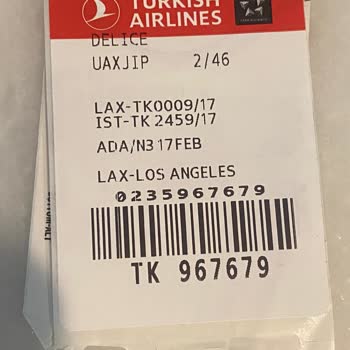 TURKISH
AIRLINES
DELICE
UAXJIP 2/46
LAX-TK0009/17
IST-TK 2459/17
ADA/N3 17FEB
LAX-LOS ANGELES
0235967679
TK 967679